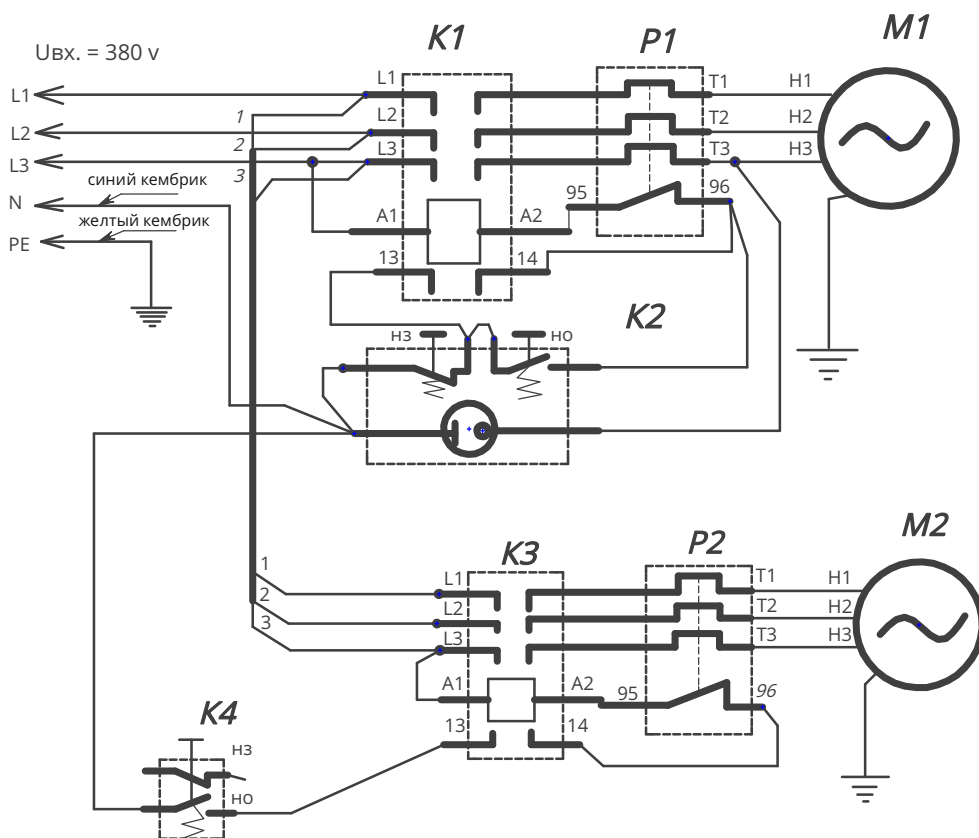 K1
P1
M1
Uвх. = 380 v
L1
T1
H1
L1
1
L2
T2
H2
L2
2
L3
T3
H3
L3
3
синий кембрик
95
96
N
A1
A2
желтый кембрик
PE
13
14
K2
НЗ
НО
M2
K3
P2
1
L1
T1
H1
2
L2
T2
H2
3
L3
T3
H3
A1
A2
95
96
K4
13
14
НЗ
НО